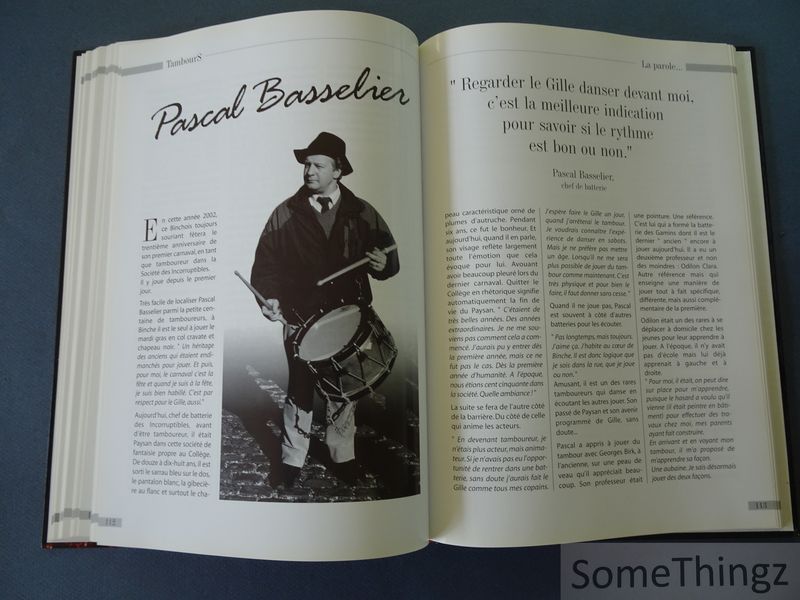 TambourS
Pascal Basselier
En cette année 2002,
ce Binchois toujours
souriant fêtera le
trentième anniversaire de
son premier carnaval, en tant
que tamboureur dans la
Société des Incorruptibles.
Il y joue depuis le premier
jour.
Très facile de localiser Pascal
Basselier parmi la petite cen-
taine de tamboureurs, à
Binche il est le seul à jouer le
mardi gras en col cravate et
chapeau noir. " Un héritage
des anciens qui étaient endi-
manchés pour jouer. Et puis,
pour moi, le carnaval c'est la
fête et quand je suis à la fête,
je suis bien habillé. C'est par
respect pour le Gille, aussi."
Aujourd'hui, chef de batterie
des Incorruptibles, avant
d'être tamboureur, il était
Paysan dans cette société de
fantaisie propre au Collège.
De douze à dix-huit ans, il est
sorti le sarrau bleu sur le dos,
le pantalon blanc, la gibeciè-
re au flanc et surtout le cha-
112
La parole...
" Regarder le Gille danser devant moi,
c'est la meilleure indication
pour savoir si le rythme
est bon ou non."
Pascal Basselier,
chef de batterie
peau caractéristique orné de
plumes d'autruche. Pendant
six ans, ce fut le bonheur. Et
aujourd'hui, quand il en parle,
son visage reflète largement
toute l'émotion que cela
évoque pour lui. Avouant
avoir beaucoup pleuré lors du
dernier carnaval. Quitter le
Collège en rhétorique signifie
automatiquement la fin de
vie du Paysan. " C'étaient de
très belles années. Des années
extraordinaires. Je ne me sou-
viens pas comment cela a com-
mencé. J'aurais pu y entrer dès
la première année, mais ce ne
fut pas le cas. Dès la première
année d'humanité. A l'époque,
nous étions cent cinquante dans
la société. Quelle ambiance ! "
La suite se fera de l'autre côté
de la barrière. Du côté de celui
qui anime les acteurs.
" En devenant tamboureur, je
n'étais plus acteur, mais anima-
teur. Si je n'avais pas eu l'oppor-
tunité de rentrer dans une bat-
terie, sans doute j'aurais fait le
Gille comme tous mes copains.
J'espère faire le Gille un jour,
quand j'arrêterai le tambour.
Je voudrais connaître l'expé-
rience de danser en sabots.
Mais je ne préfère pas mettre
un âge. Lorsqu'il ne me sera
plus possible de jouer du tam-
bour comme maintenant. C'est
très physique et pour bien le
faire, il faut donner sans cesse."
Quand il ne joue pas, Pascal
est souvent à côté d'autres
batteries pour les écouter.
" Pas longtemps, mais toujours.
J'aime ça. J'habite au cœur de
Binche. Il est donc logique que
je sois dans la rue, que je joue
ou non."
Amusant, il est un des rares
tamboureurs qui danse en
écoutant les autres jouer. Son
passé de Paysan et son avenir
programmé de Gille, sans
doute...
Pascal a appris à jouer du
tambour avec Georges Birk, à
l'ancienne, sur une peau de
veau qu'il appréciait beau-
coup. Son professeur était
une pointure. Une référence.
C'est lui qui a formé la batte-
rie des Gamins dont il est le
dernier " ancien " encore à
jouer aujourd'hui. Il a eu un
deuxième professeur et non
des moindres : Odilon Clara,
autre référence mais qui
enseigne une manière de
jouer tout à fait spécifique,
différente, mais aussi complé-
mentaire de la première.
Odilon était un des rares à se
déplacer à domicile chez les
jeunes pour leur apprendre à
jouer. A l'époque, il n'y avait
pas d'école mais lui déjà
apprenait à gauche et à
droite.
" Pour moi, il était, on peut dire
sur place pour m'apprendre,
puisque le hasard a voulu qu'il
vienne (il était peintre en bâti-
ment) pour effectuer des tra-
vaux chez moi, mes parents
ayant fait construire.
En arrivant et en voyant mon
tambour, il m'a proposé de
m'apprendre sa façon.
Une aubaine. Je sais désormais
jouer des deux façons.
113
SomeThingz